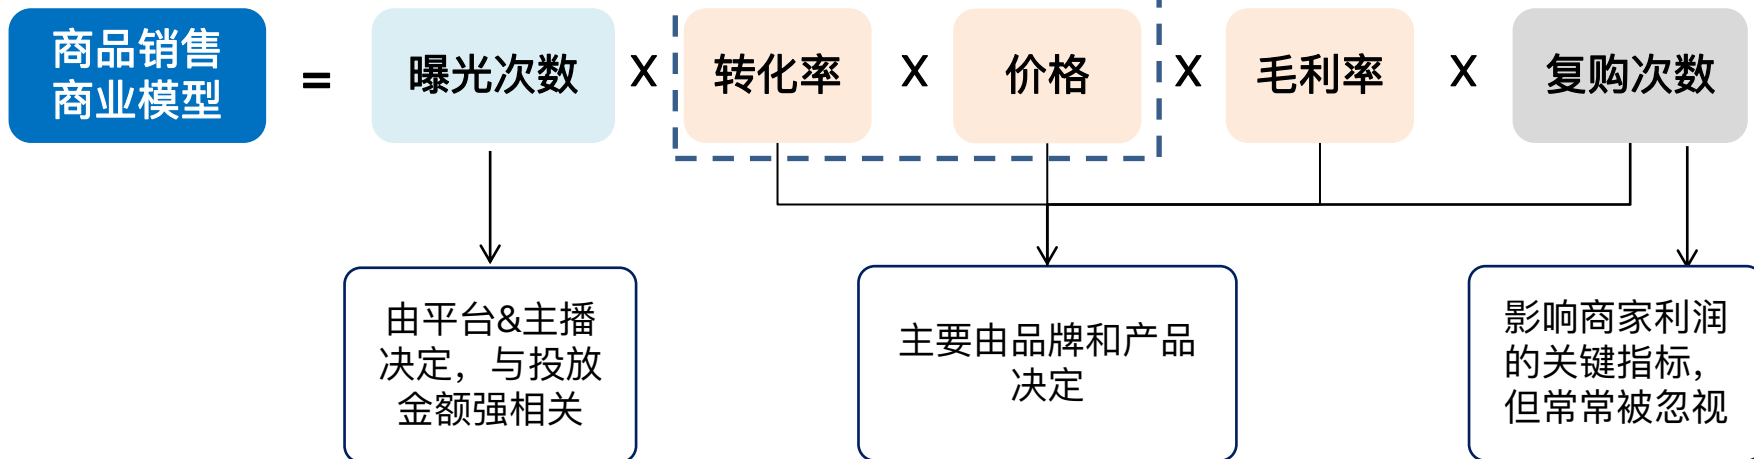 商品销售
商业模型
=
曝光次数
X
转化率
X
价格
X
毛利率
X
复购次数
由平台&主播
决定，与投放
金额强相关
主要由品牌和产品
决定
影响商家利润
的关键指标，
但常常被忽视